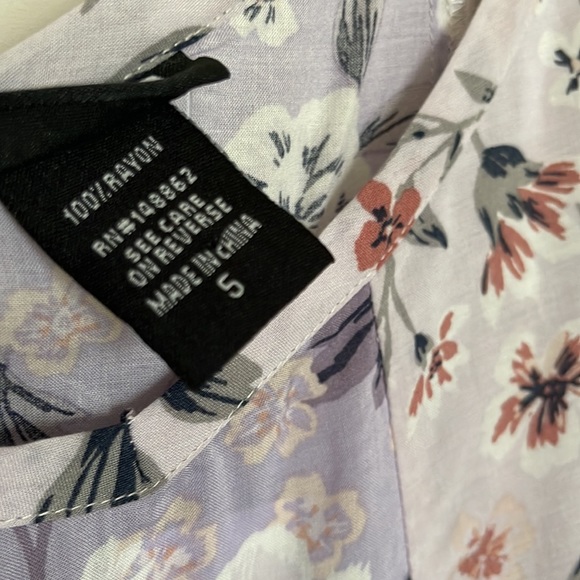 100% RAYON
RN#148862
SEE CARE
ON REVERSE
MADE IN CHINA
S